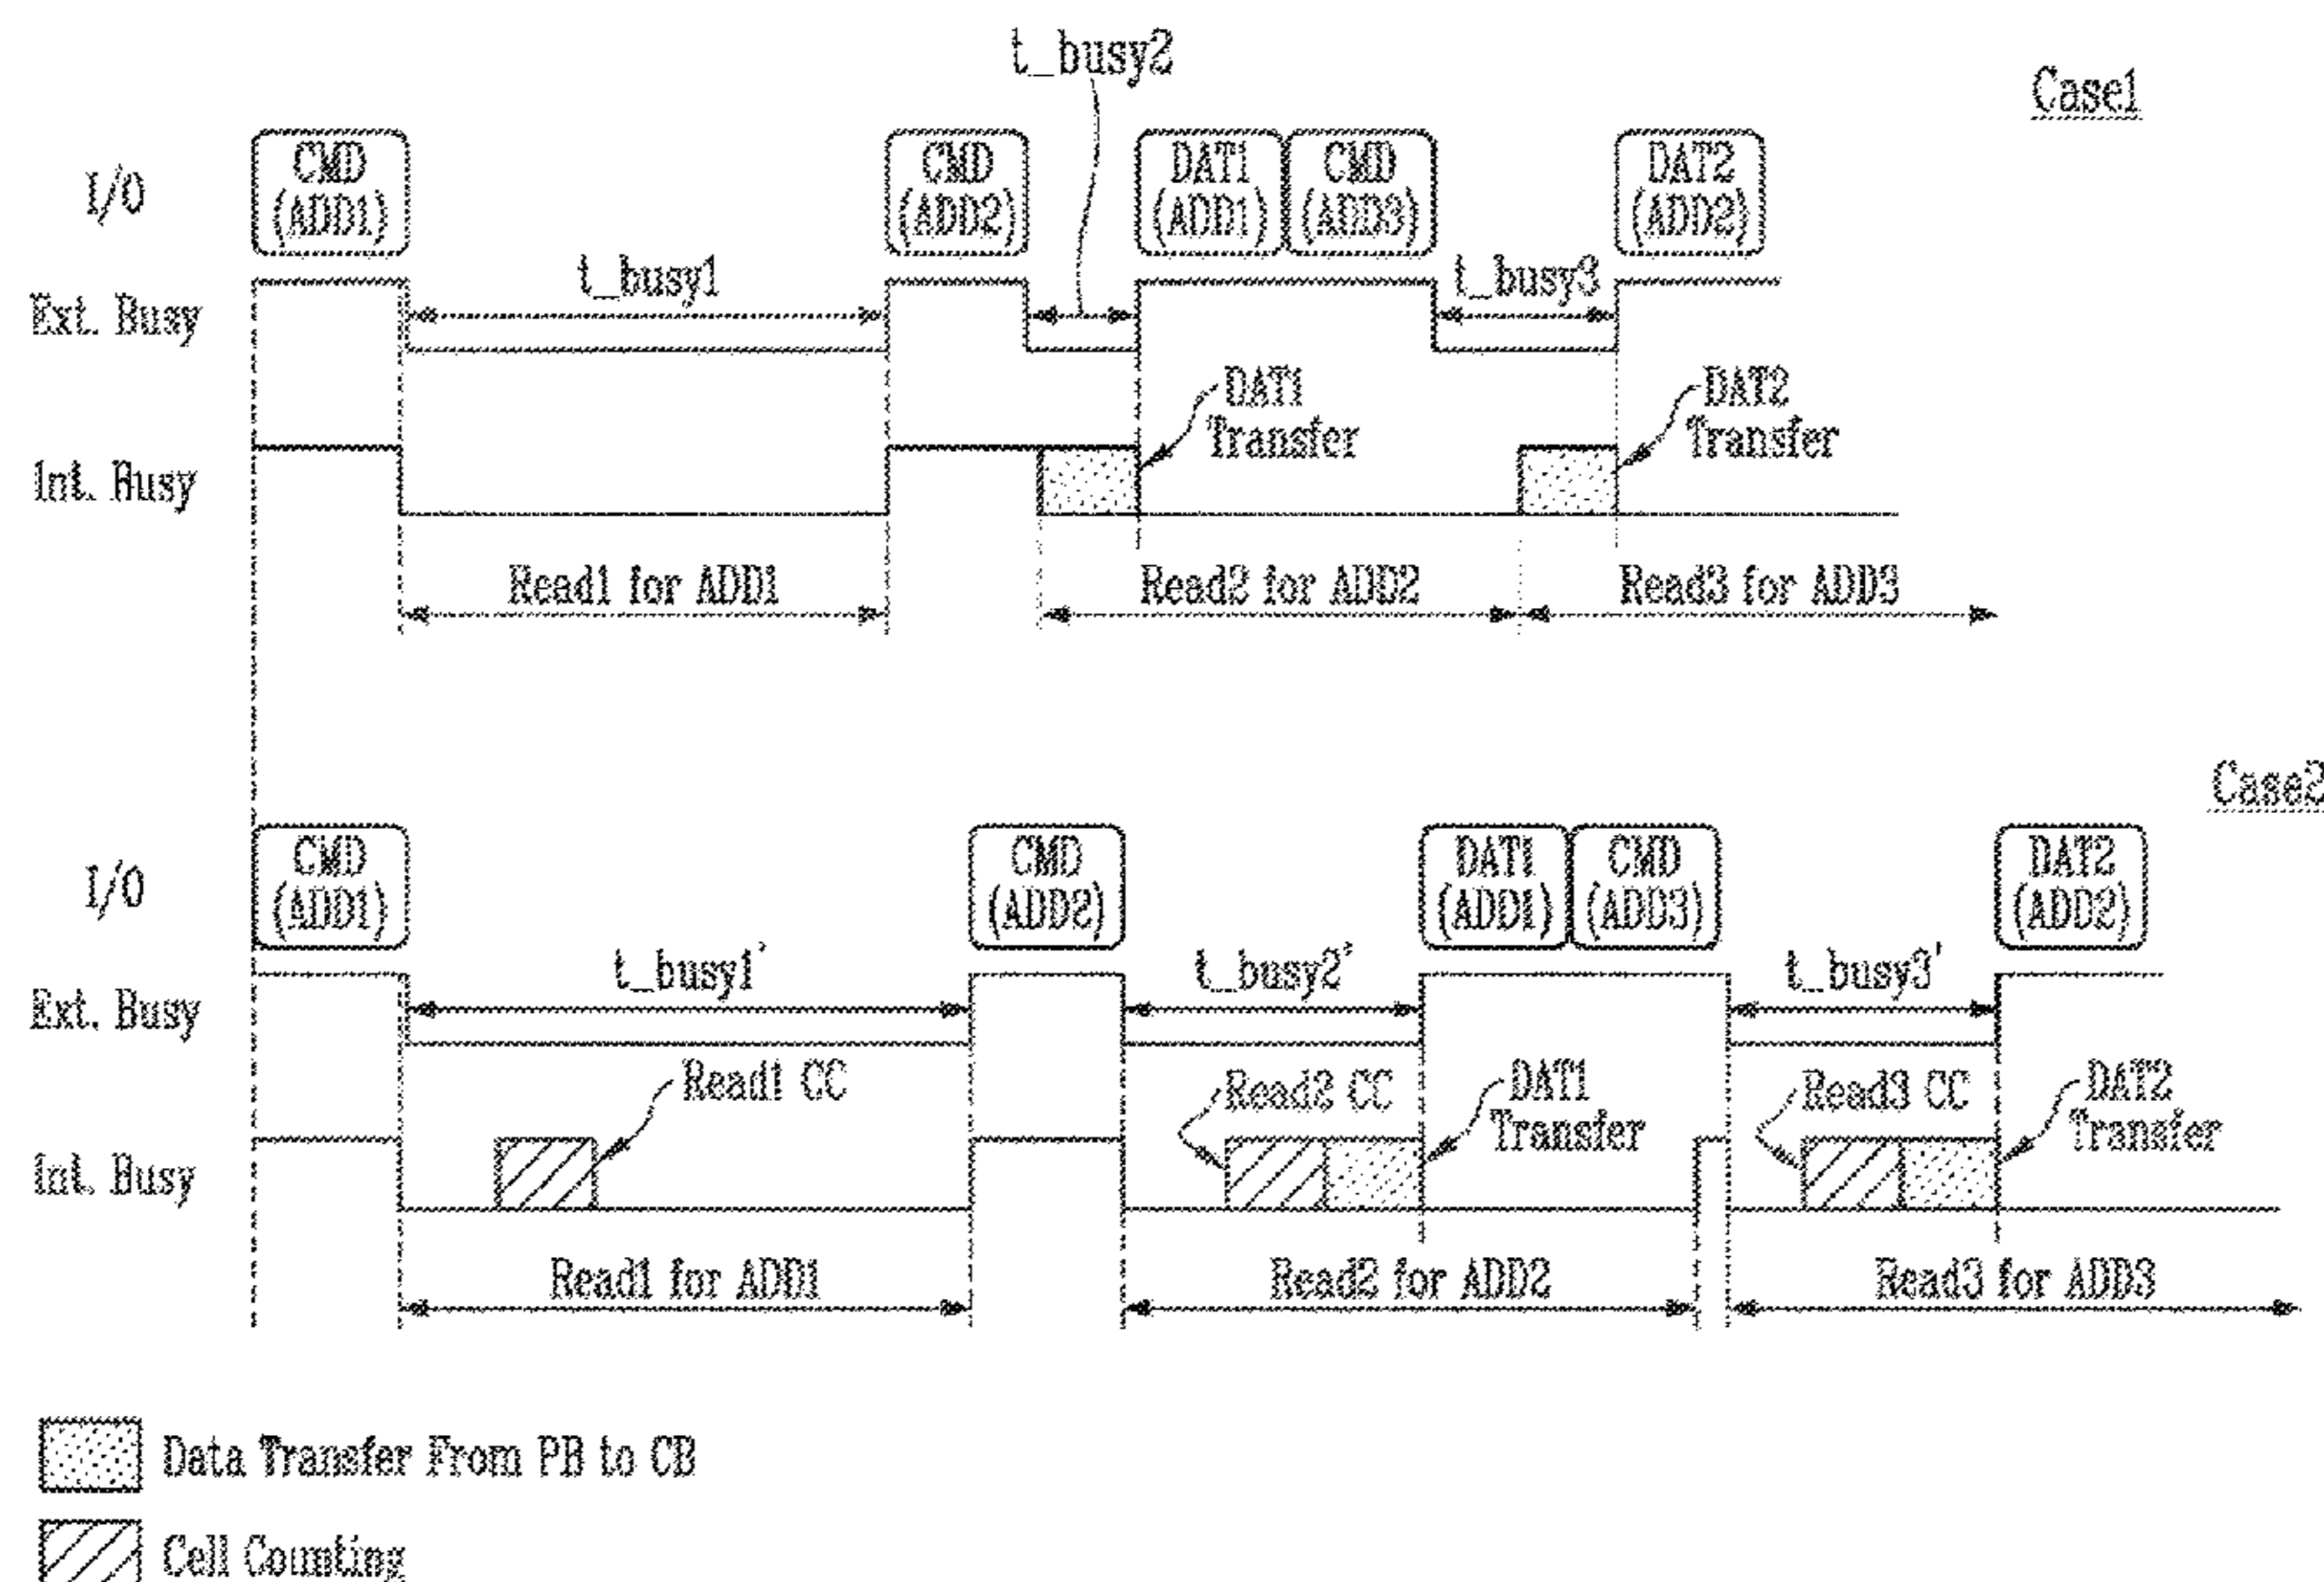 t_busy2
Case1
I/O
CMD
(ADD1)
CMD
(ADD2)
DAT1
(ADD1)
CMD
(ADD3)
DAT2
(ADD2)
Ext. Busy
t_busy1
t_busy3
Int. Busy
DAT1
Transfer
DAT2
Transfer
Read1 for ADD1
Read2 for ADD2
Read3 for ADD3
Case2
I/O
CMD
(ADD1)
CMD
(ADD2)
DAT1
(ADD1)
CMD
(ADD3)
DAT2
(ADD2)
Ext. Busy
t_busy1'
t_busy2'
t_busy3'
Int. Busy
Read1 CC
Read2 CC
DAT1
Transfer
Read3 CC
DAT2
Transfer
Read1 for ADD1
Read2 for ADD2
Read3 for ADD3
Data Transfer From PB to CB
Cell Counting